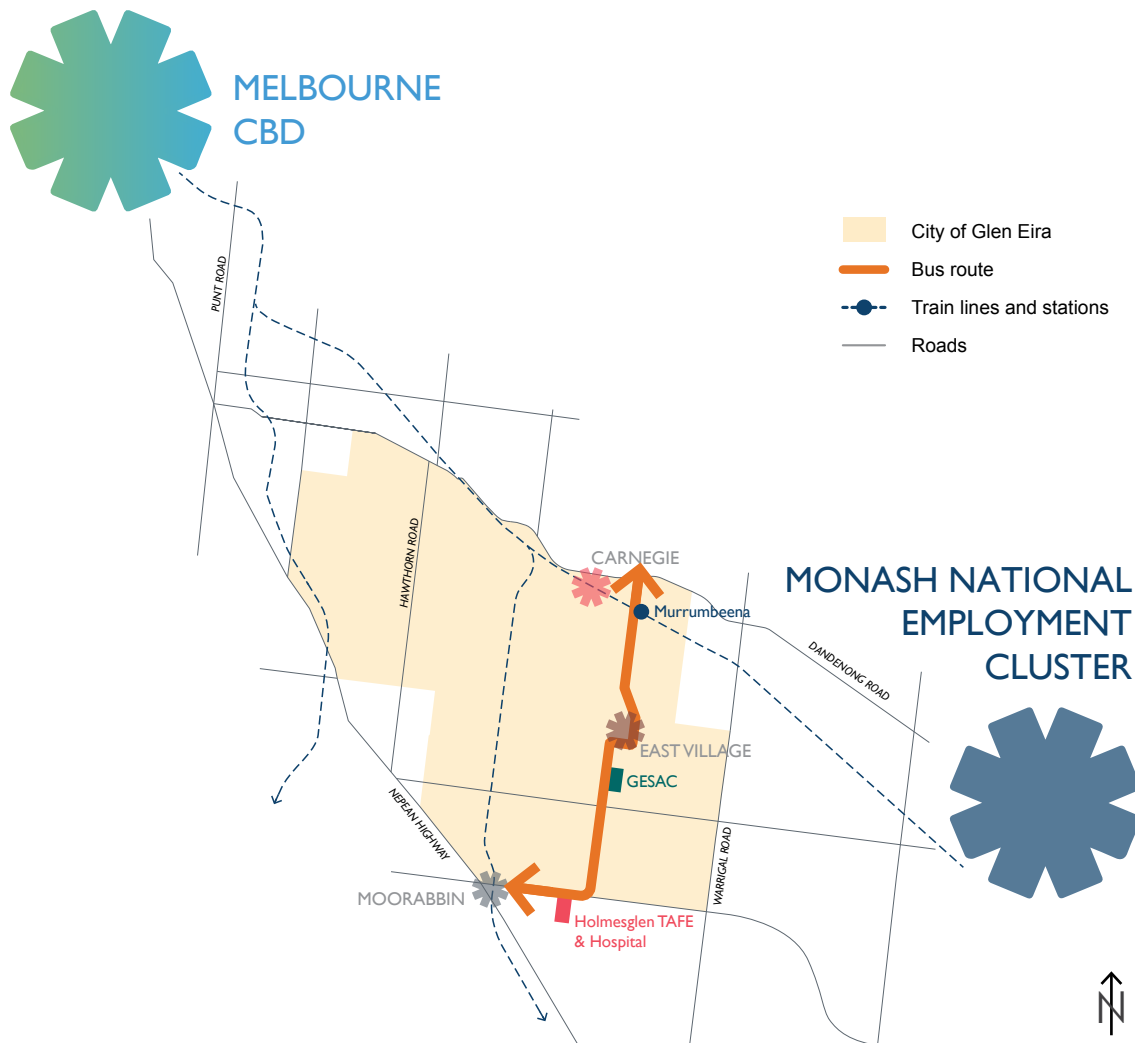 MELBOURNE
CBD
City of Glen Eira
Bus route
Train lines and stations
Roads
PUNT ROAD
HAWTHORN ROAD
CARNEGIE
Murrumbeena
MONASH NATIONAL
EMPLOYMENT
CLUSTER
DANDENONG ROAD
EAST VILLAGE
GESAC
NEPEAN HIGHWAY
WARRIGAL ROAD
MOORABBIN
Holmesglen TAFE
& Hospital
N